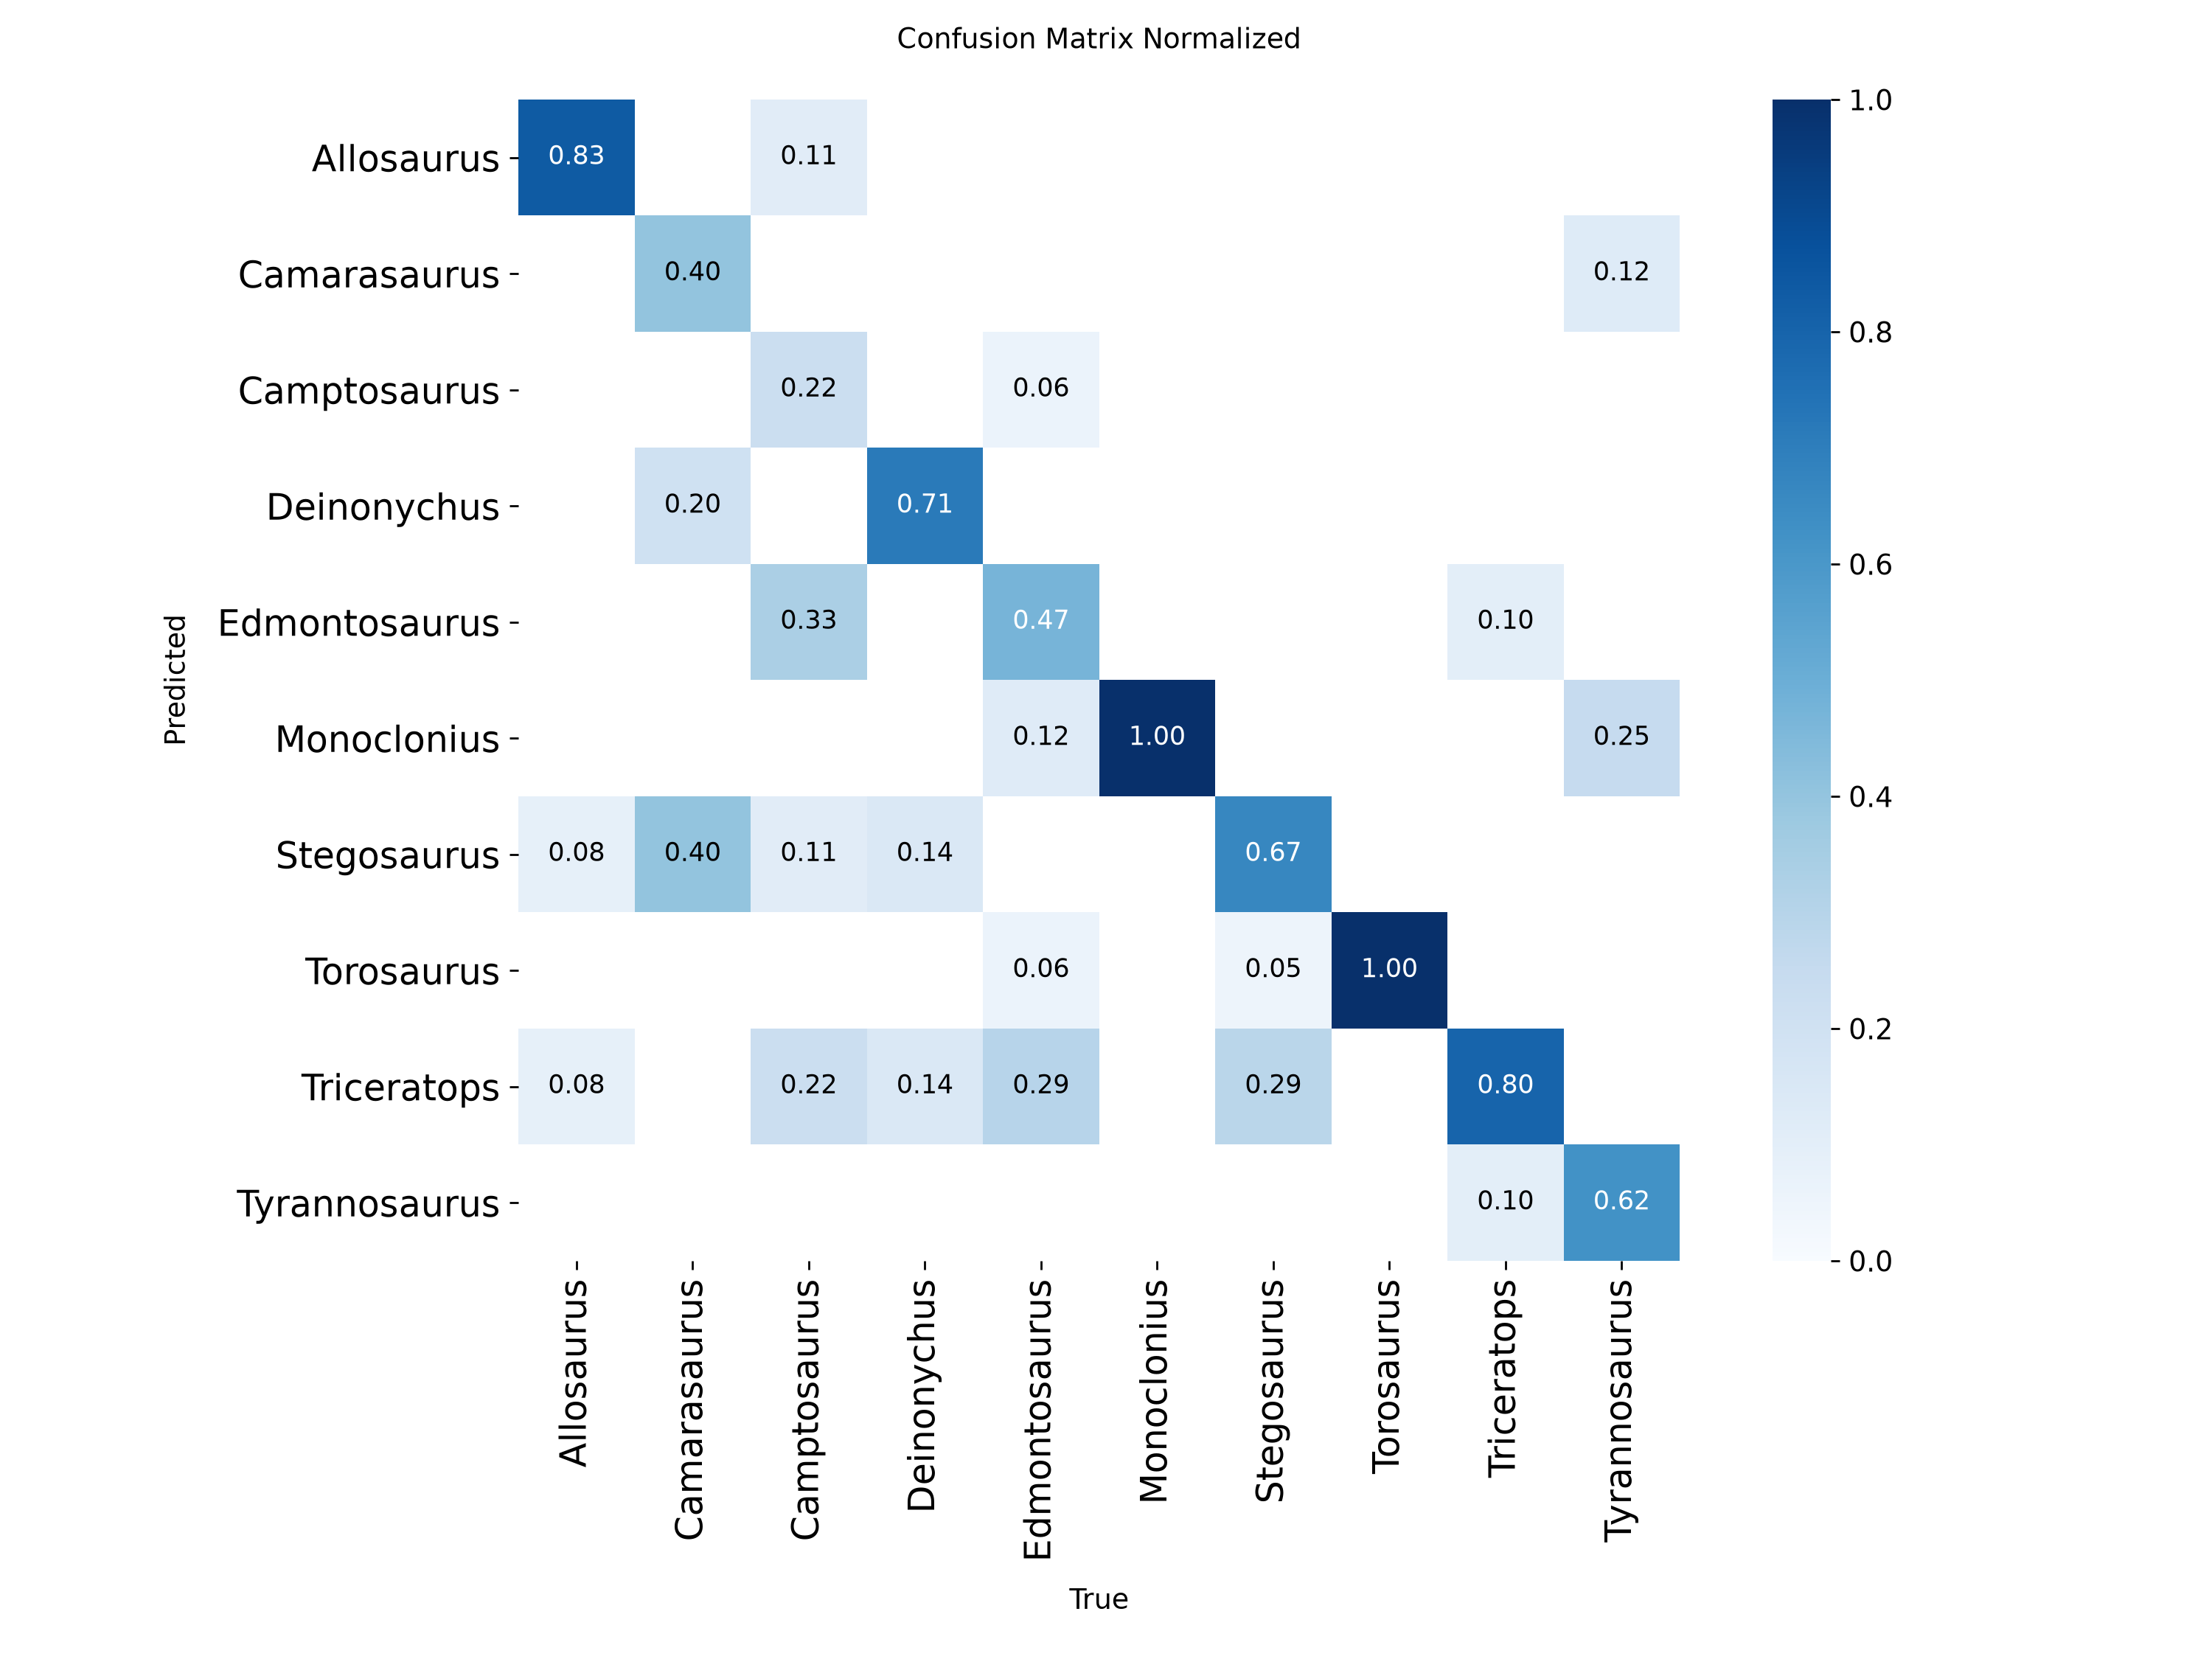 Confusion Matrix Normalized
Allosaurus 0.83 0.11
Camarasaurus 0.40 0.12
Camptosaurus 0.22 0.06
Deinonychus 0.20 0.71
Edmontosaurus 0.33 0.47 0.10
Monoclonius 0.12 1.00 0.25
Stegosaurus 0.08 0.40 0.11 0.14 0.67
Torosaurus 0.06 0.05 1.00
Triceratops 0.08 0.22 0.14 0.29 0.29 0.80
Tyrannosaurus 0.10 0.62
Predicted
Allosaurus
Camarasaurus
Camptosaurus
Deinonychus
Edmontosaurus
Monoclonius
Stegosaurus
Torosaurus
Triceratops
Tyrannosaurus
True
1.0
0.8
0.6
0.4
0.2
0.0